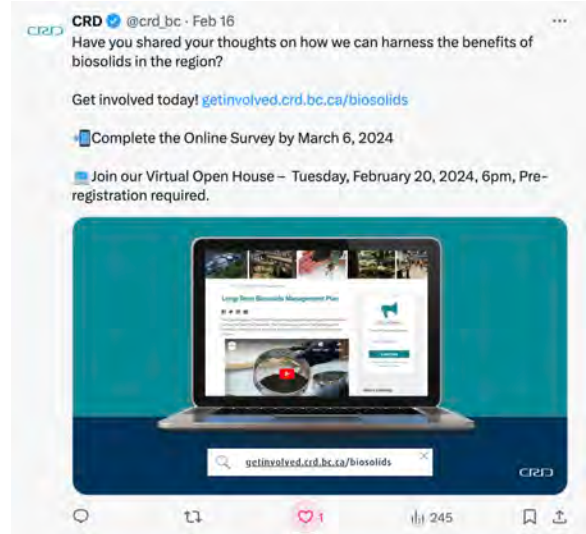 CRD @crd_bc · Feb 16
Have you shared your thoughts on how we can harness the benefits of
biosolids in the region?
Get involved today! getinvolved.crd.bc.ca/biosolids
Complete the Online Survey by March 6, 2024
Join our Virtual Open House – Tuesday, February 20, 2024, 6pm, Pre-
registration required.
Long-Term Biosolids Management Plan
getinvolved.crd.bc.ca/biosolids
CRD
1
245